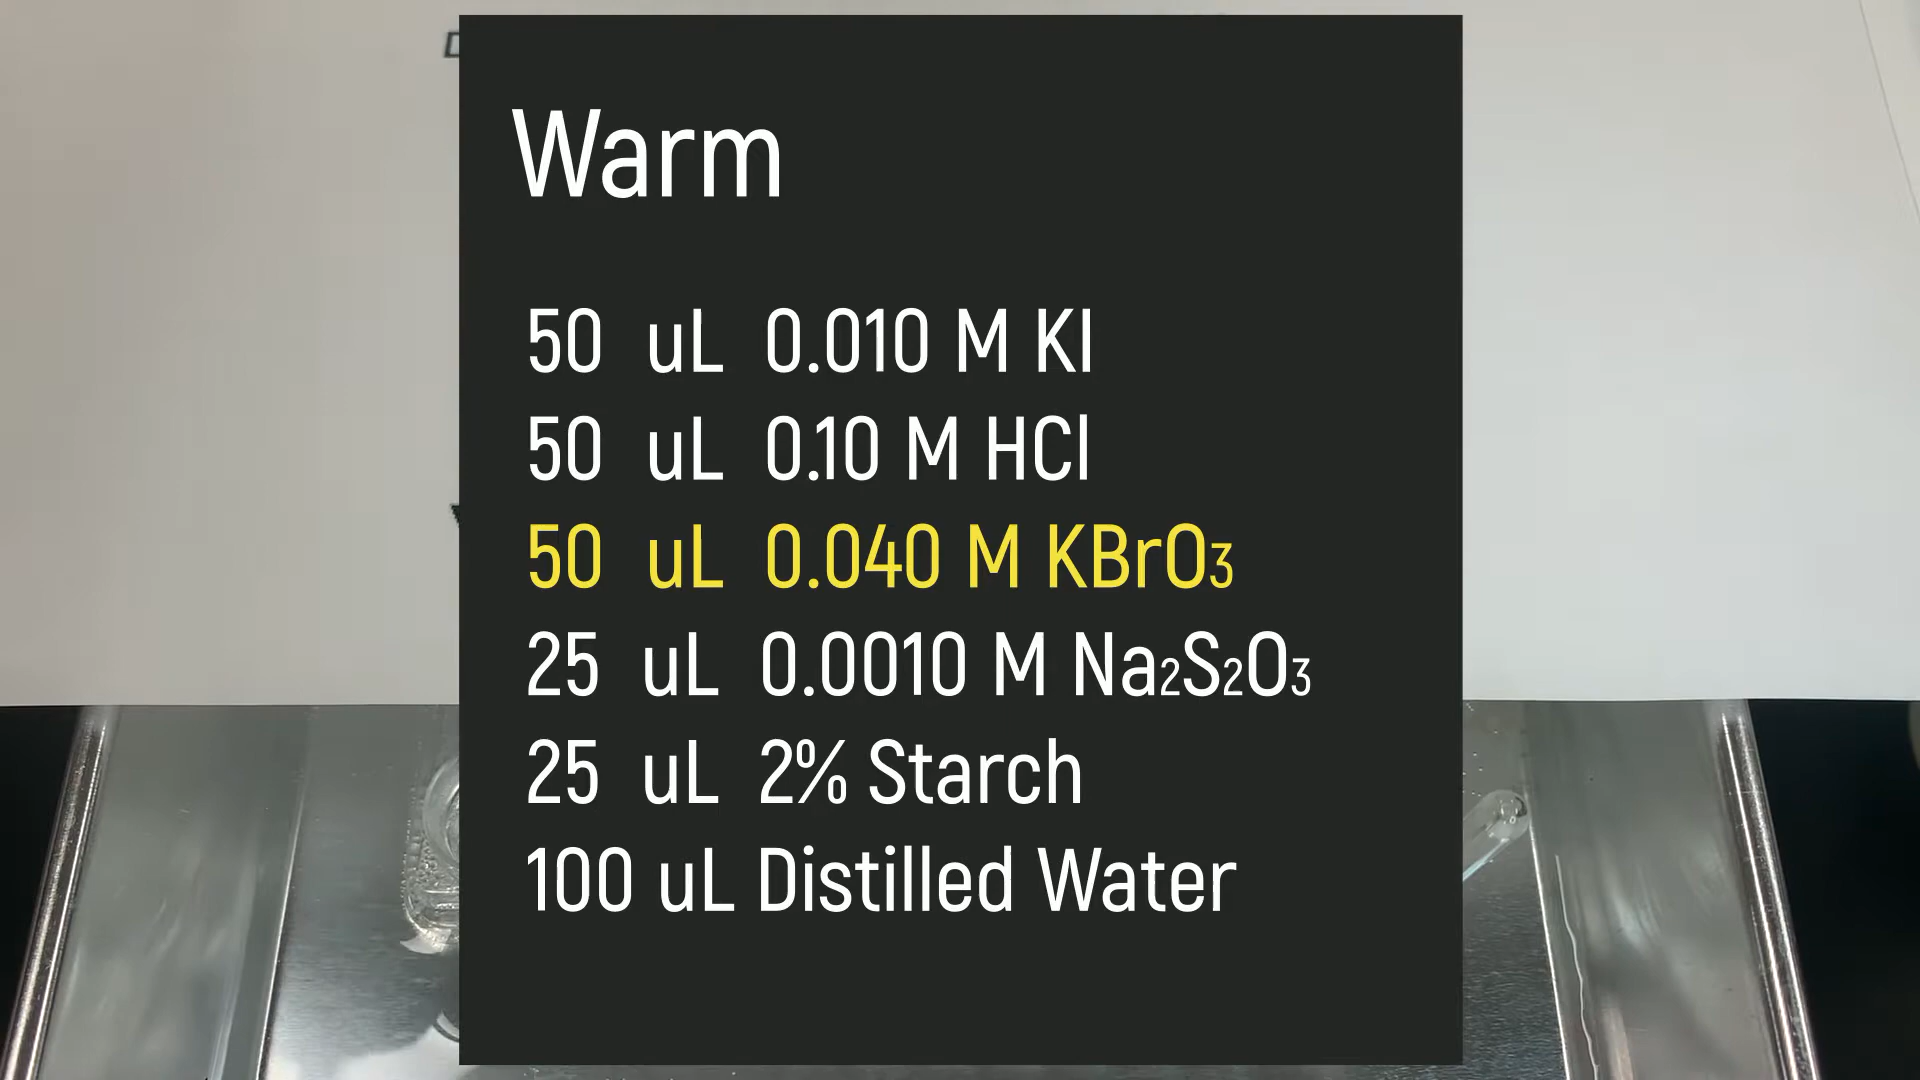 Warm
50 uL 0.010 M KI
50 uL 0.10 M HCl
50 uL 0.040 M KBrO₃
25 uL 0.0010 M Na₂S₂O₃
25 uL 2% Starch
100 uL Distilled Water